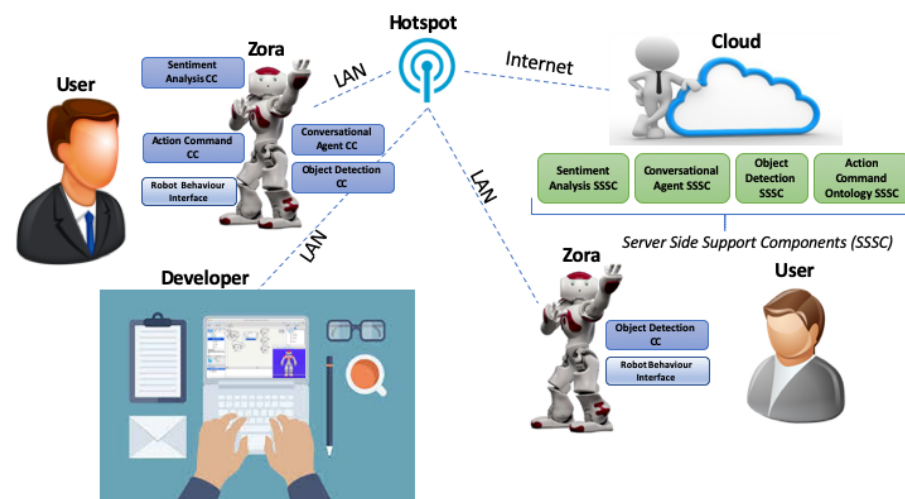 Hotspot
Zora
Cloud
User
Sentiment
Analysis CC
LAN
Internet
Action Command
CC
Conversational
Agent CC
Object Detection
CC
Robot Behaviour
Interface
Sentiment
Analysis SSSC
Conversational
Agent SSSC
Object
Detection
SSSC
Action
Command
Ontology SSSC
LAN
LAN
Server Side Support Components (SSSC)
Developer
Zora
User
Object Detection
CC
Robot Behaviour
Interface